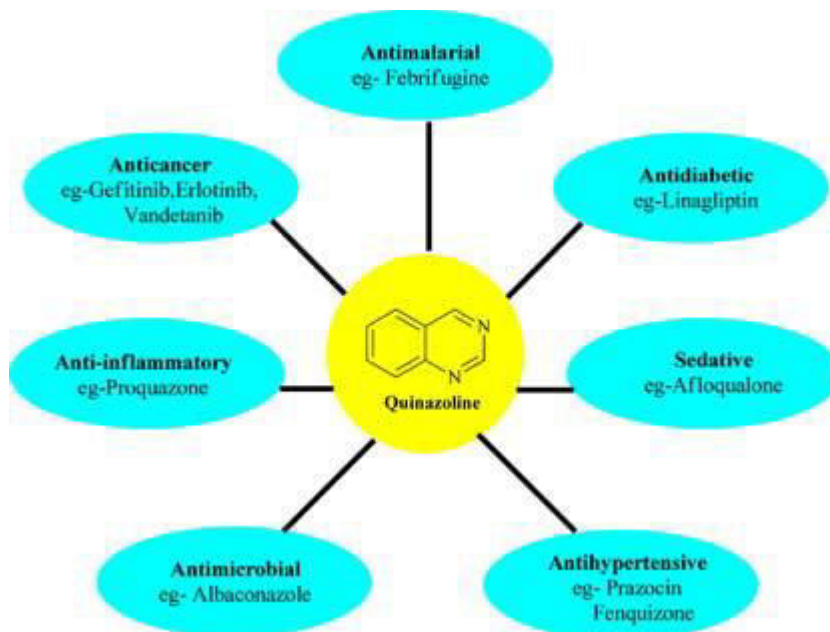 Antimalarial
eg- Febrifugine
Anticancer
eg-Gefitinib,Erlotinib,
Vandetanib
Antidiabetic
eg-Linagliptin
N
N
Quinazoline
Anti-inflammatory
eg-Proquazone
Sedative
eg-Afloqualone
Antimicrobial
eg- Albaconazole
Antihypertensive
eg- Prazocin
Fenquizone